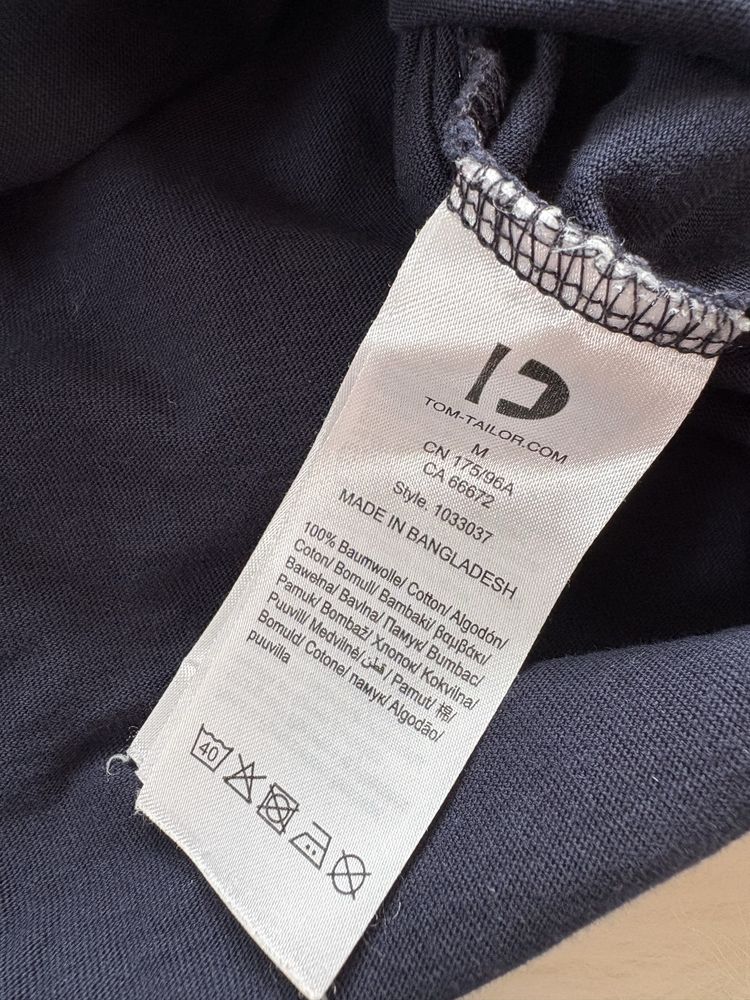 TOM-TAILOR.COM
M
CN 175/96A
CA 66672
Style. 1033037
MADE IN BANGLADESH
100% Baumwolle/ Cotton/ Algodón/
Coton/ Bomull/ Bambaki/ βαμβάκι/
Bawełna/ Bavlna/ Памук/ Bumbac/
Pamuk/ Bombaž/ Хлопок/ Kokvilna/
Puuvill/ Medvilnė/ قطن/ Pamut/ 棉/
Bomuld/ Cotone/ памук/ Algodão/
puuvilla
40